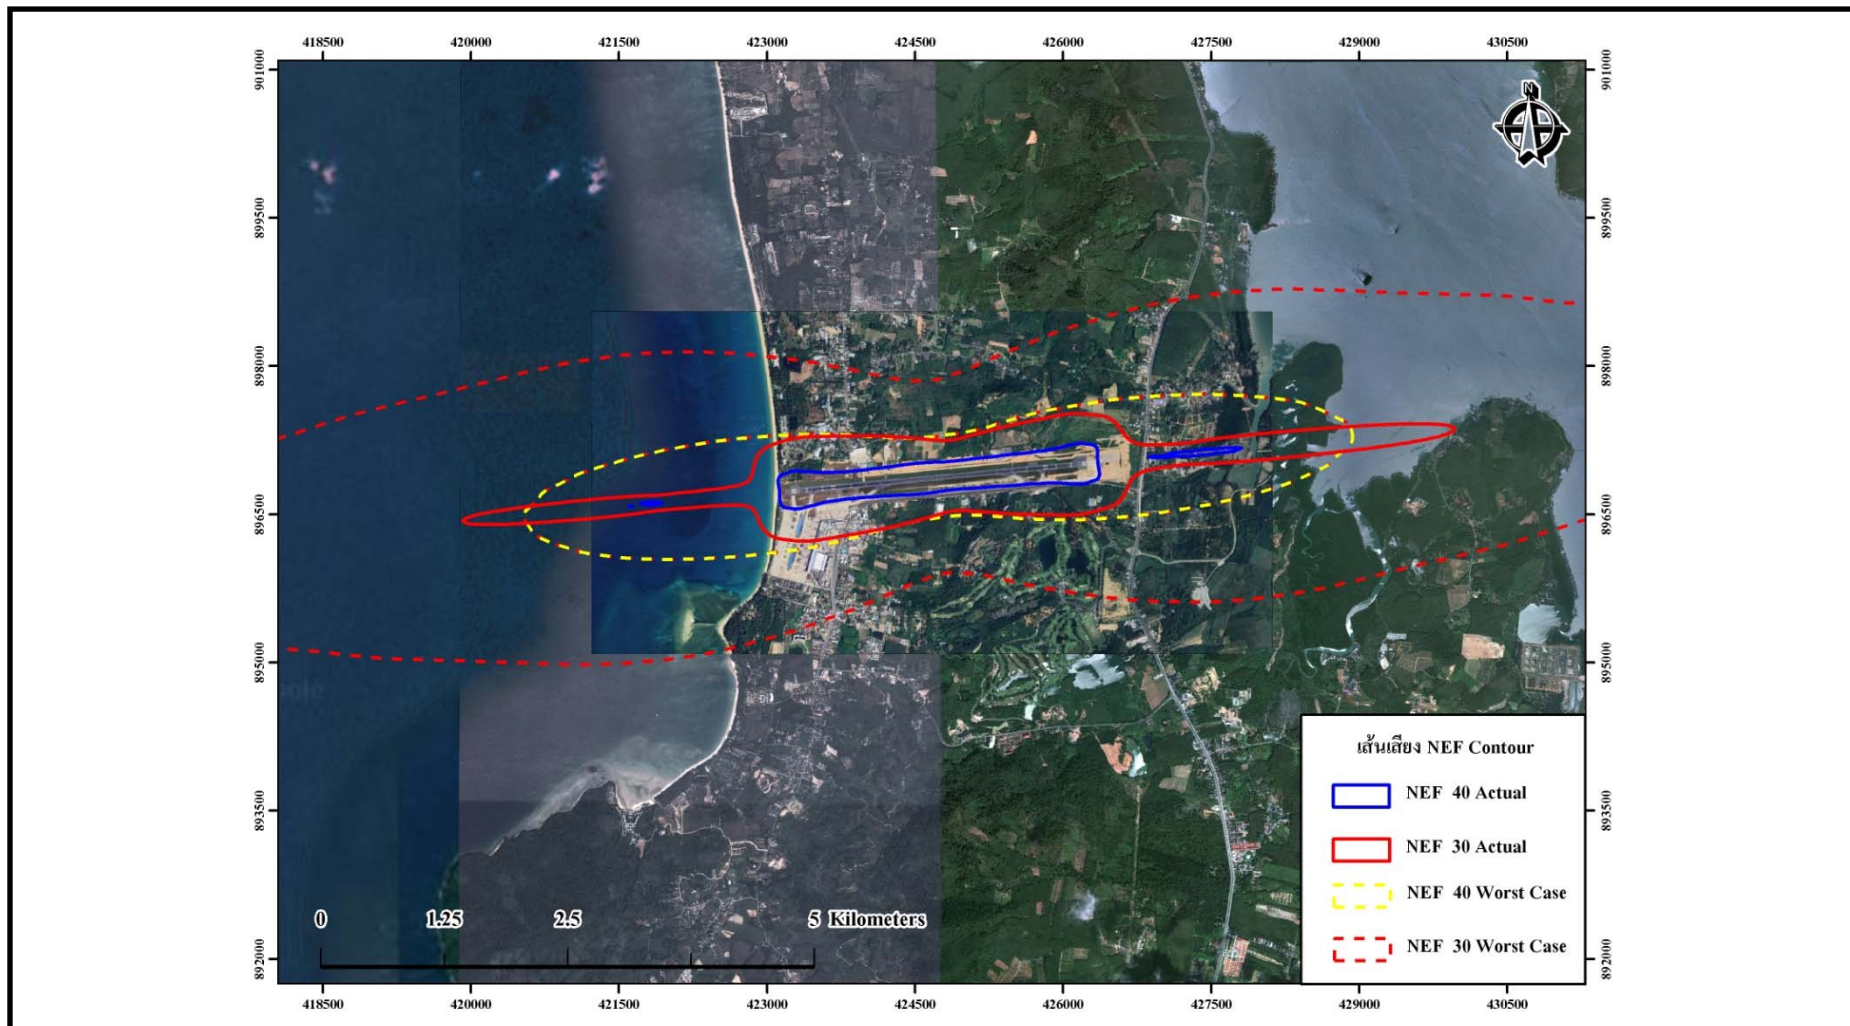 418500 420000 421500 423000 424500 426000 427500 429000 430500
901000 901000
N
899500 899500
898000 898000
896500 896500
895000 895000
เส้นเสียง NEF Contour
NEF 40 Actual
893500 893500
NEF 30 Actual
NEF 40 Worst Case
0 1.25 2.5 5 Kilometers
NEF 30 Worst Case
892000 892000
418500 420000 421500 423000 424500 426000 427500 429000 430500